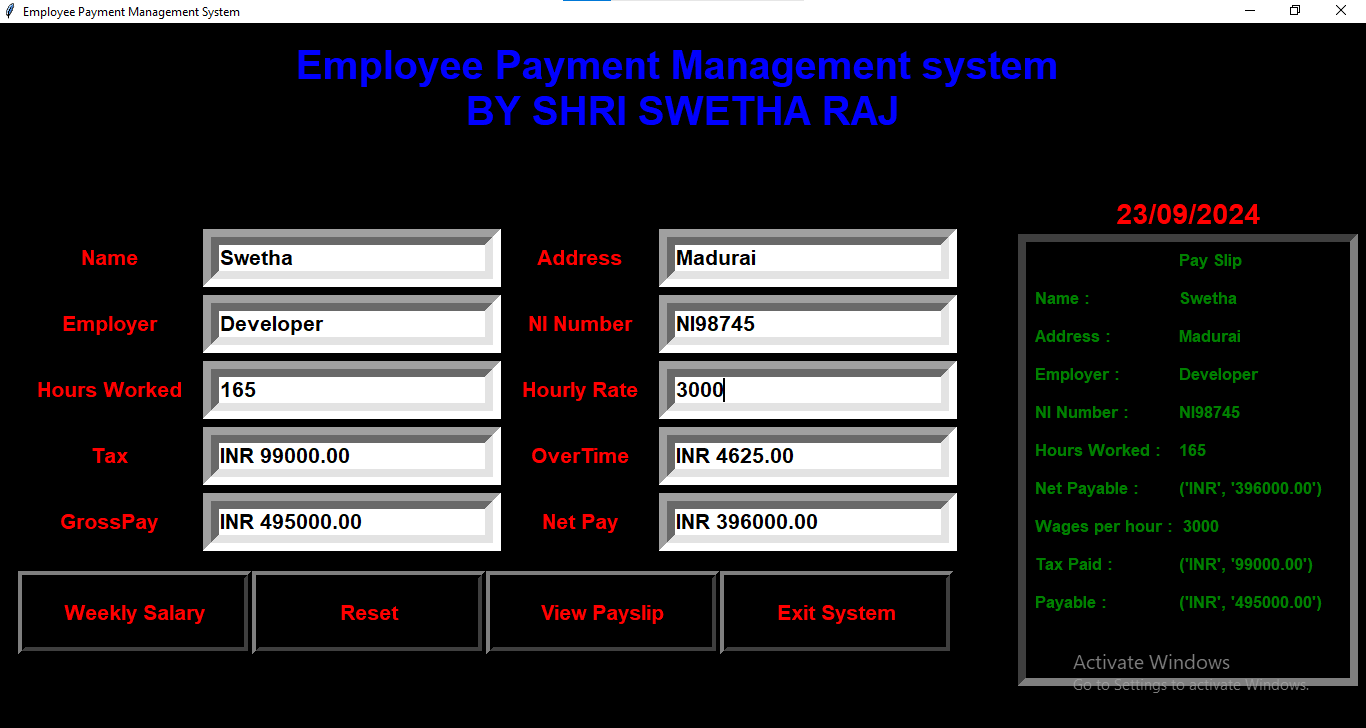 Employee Payment Management System
Employee Payment Management system
BY SHRI SWETHA RAJ
23/09/2024
Name Swetha Address Madurai
Employer Developer NI Number NI98745
Hours Worked 165 Hourly Rate 3000
Tax INR 99000.00 OverTime INR 4625.00
GrossPay INR 495000.00 Net Pay INR 396000.00
Weekly Salary Reset View Payslip Exit System
Pay Slip
Name : Swetha
Address : Madurai
Employer : Developer
NI Number : NI98745
Hours Worked : 165
Net Payable : ('INR', '396000.00')
Wages per hour : 3000
Tax Paid : ('INR', '99000.00')
Payable : ('INR', '495000.00')
Activate Windows
Go to Settings to activate Windows.